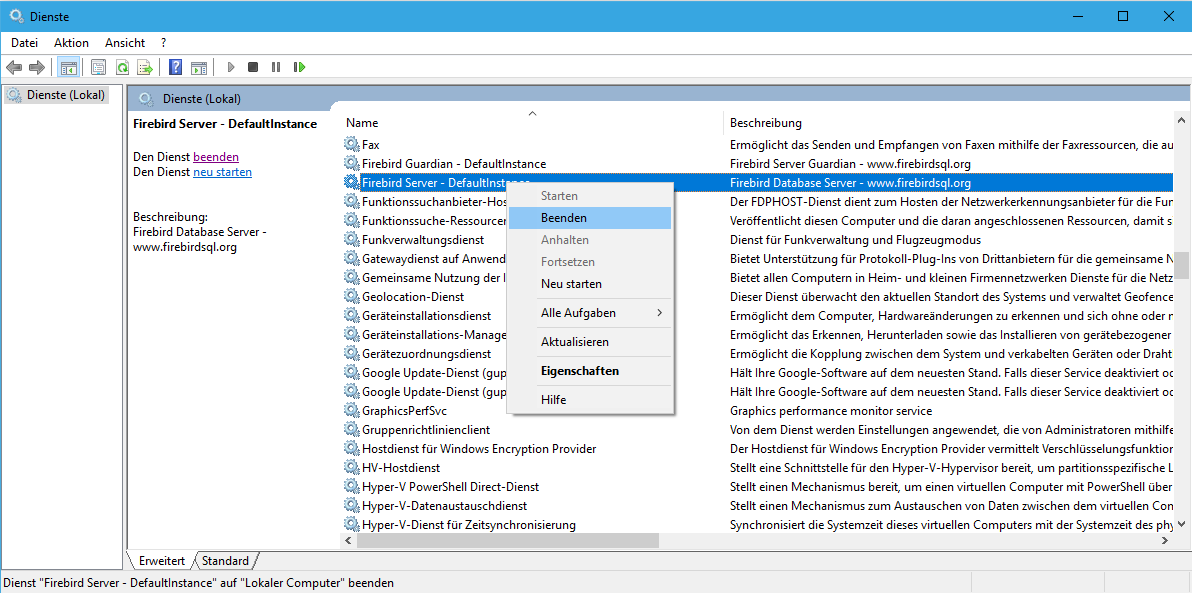 Dienste
Datei Aktion Ansicht ?
Dienste (Lokal)
Dienste (Lokal)
Firebird Server - DefaultInstance
Den Dienst beenden
Den Dienst neu starten
Beschreibung:
Firebird Database Server -
www.firebirdsql.org
Name Beschreibung
Fax Ermöglicht das Senden und Empfangen von Faxen mithilfe der Faxressourcen, die au
Firebird Guardian - DefaultInstance Firebird Server Guardian - www.firebirdsql.org
Firebird Server - DefaultInstance Firebird Database Server - www.firebirdsql.org
Funktionssuchanbieter-Hos Der FDPHOST-Dienst dient zum Hosten der Netzwerkerkennungsanbieter für die Fun
Funktionssuche-Ressourcer Veröffentlicht diesen Computer und die daran angeschlossenen Ressourcen, damit s
Funkverwaltungsdienst Dienst für Funkverwaltung und Flugzeugmodus
Gatewaydienst auf Anwend Bietet Unterstützung für Protokoll-Plug-Ins von Drittanbietern für die gemeinsame N
Gemeinsame Nutzung der I Bietet allen Computern in Heim- und kleinen Firmennetzwerken Dienste für die Netz
Geolocation-Dienst Dieser Dienst überwacht den aktuellen Standort des Systems und verwaltet Geofence
Geräteinstallationsdienst Ermöglicht dem Computer, Hardwareänderungen zu erkennen und sich ohne oder m
Geräteinstallations-Manage Ermöglicht das Erkennen, Herunterladen sowie das Installieren von gerätebezogener
Gerätezuordnungsdienst Ermöglicht die Kopplung zwischen dem System und verkabelten Geräten oder Draht
Google Update-Dienst (gup Hält Ihre Google-Software auf dem neuesten Stand. Falls dieser Service deaktiviert oc
Google Update-Dienst (gup Hält Ihre Google-Software auf dem neuesten Stand. Falls dieser Service deaktiviert oc
GraphicsPerfSvc Graphics performance monitor service
Gruppenrichtlinienclient Von dem Dienst werden Einstellungen angewendet, die von Administratoren mithilfe
Hostdienst für Windows Encryption Provider Der Hostdienst für Windows Encryption Provider vermittelt Verschlüsselungsfunktion
HV-Hostdienst Stellt eine Schnittstelle für den Hyper-V-Hypervisor bereit, um partitionsspezifische L
Hyper-V PowerShell Direct-Dienst Stellt einen Mechanismus bereit, um einen virtuellen Computer mit PowerShell über
Hyper-V-Datenaustauschdienst Stellt einen Mechanismus zum Austauschen von Daten zwischen dem virtuellen Com
Hyper-V-Dienst für Zeitsynchronisierung Synchronisiert die Systemzeit dieses virtuellen Computers mit der Systemzeit des phy
Starten
Beenden
Anhalten
Fortsetzen
Neu starten
Alle Aufgaben
Aktualisieren
Eigenschaften
Hilfe
Erweitert Standard
Dienst "Firebird Server - DefaultInstance" auf "Lokaler Computer" beenden